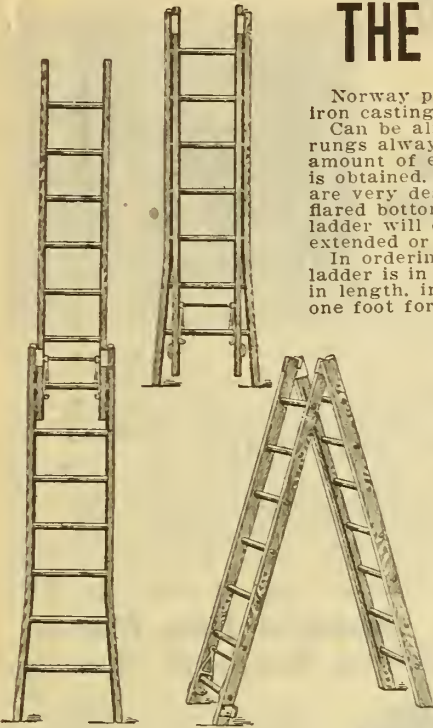 THE
Norway p
iron casting
Can be al
rungs alway
amount of e
is obtained.
are very de
flared bottom
ladder will
extended or
In orderin
ladder is in
in length, in
one foot for